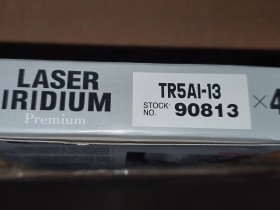 LASER
IRIDIUM
Premium
TR5AI-13
STOCK NO. 90813
×4